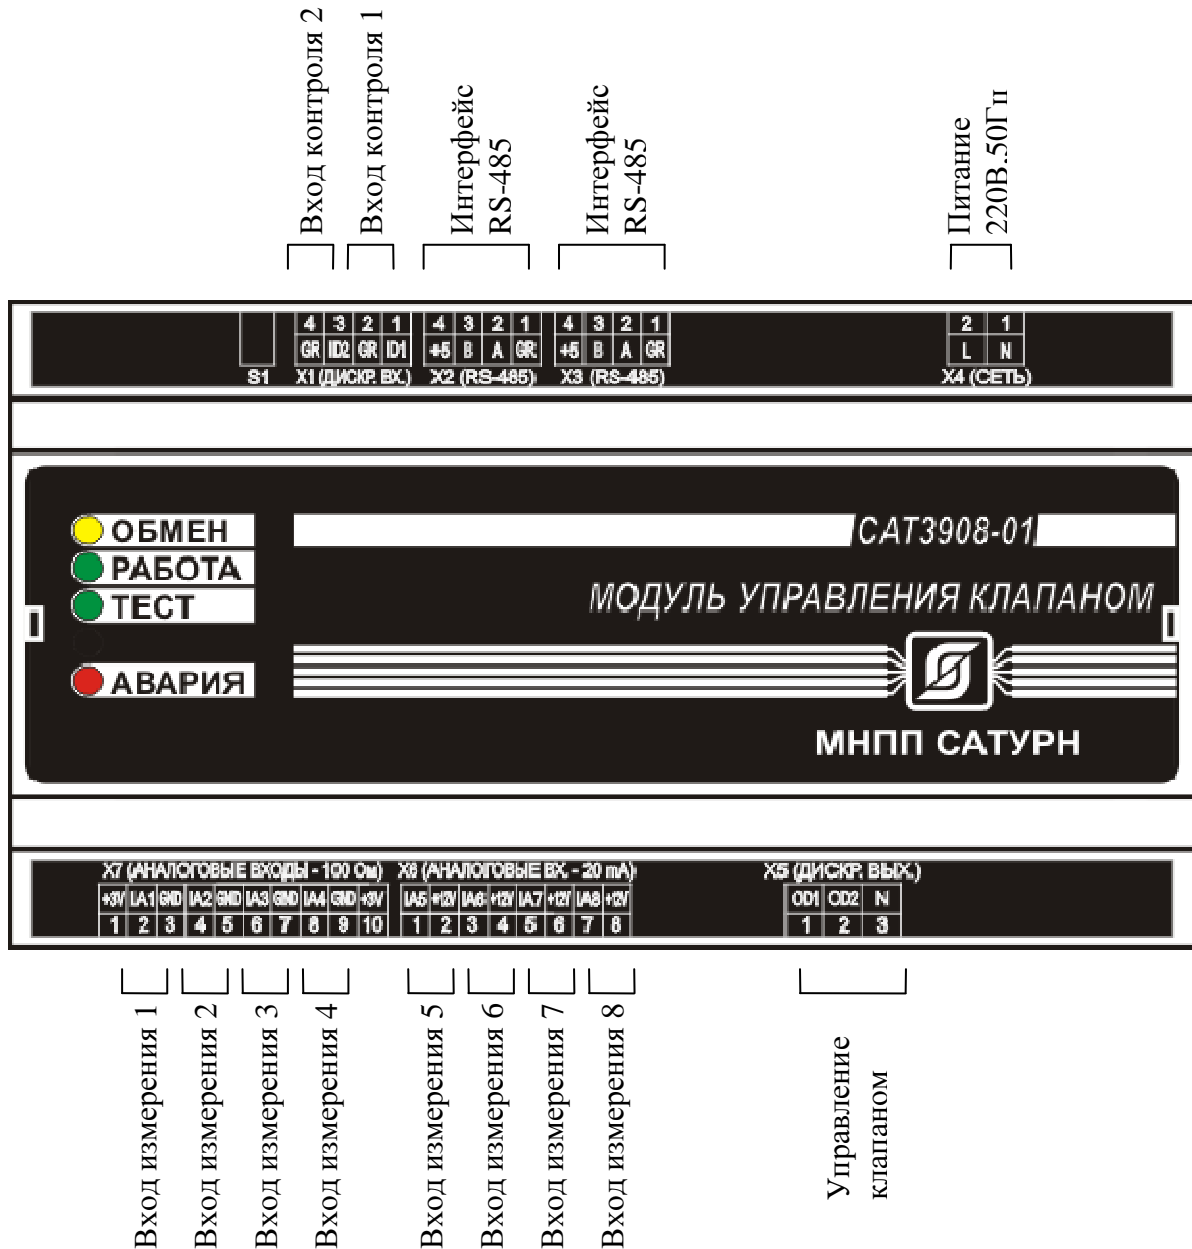 Вход контроля 2
Вход контроля 1
Интерфейс
RS-485
Интерфейс
RS-485
Питание
220В.50Гц
4 3 2 1
GR ID2 GR ID1
S1
X1 (ДИСКР. ВХ.)
4 3 2 1
+5 B A GR
X2 (RS-485)
4 3 2 1
+5 B A GR
X3 (RS-485)
2 1
L N
X4 (СЕТЬ)
ОБМЕН
РАБОТА
ТЕСТ
АВАРИЯ
САТ3908-01
МОДУЛЬ УПРАВЛЕНИЯ КЛАПАНОМ
МНПП САТУРН
X7 (АНАЛОГОВЫЕ ВХОДЫ - 100 Ом)
+3V IA1 GND IA2 GND IA3 GND IA4 GND +3V
1 2 3 4 5 6 7 8 9 10
X6 (АНАЛОГОВЫЕ ВХ. - 20 mA)
IA5 +12V IA6 +12V IA7 +12V IA8 +12V
1 2 3 4 5 6 7 8
X5 (ДИСКР. ВЫХ.)
OD1 OD2 N
1 2 3
Вход измерения 1
Вход измерения 2
Вход измерения 3
Вход измерения 4
Вход измерения 5
Вход измерения 6
Вход измерения 7
Вход измерения 8
Управление
клапаном